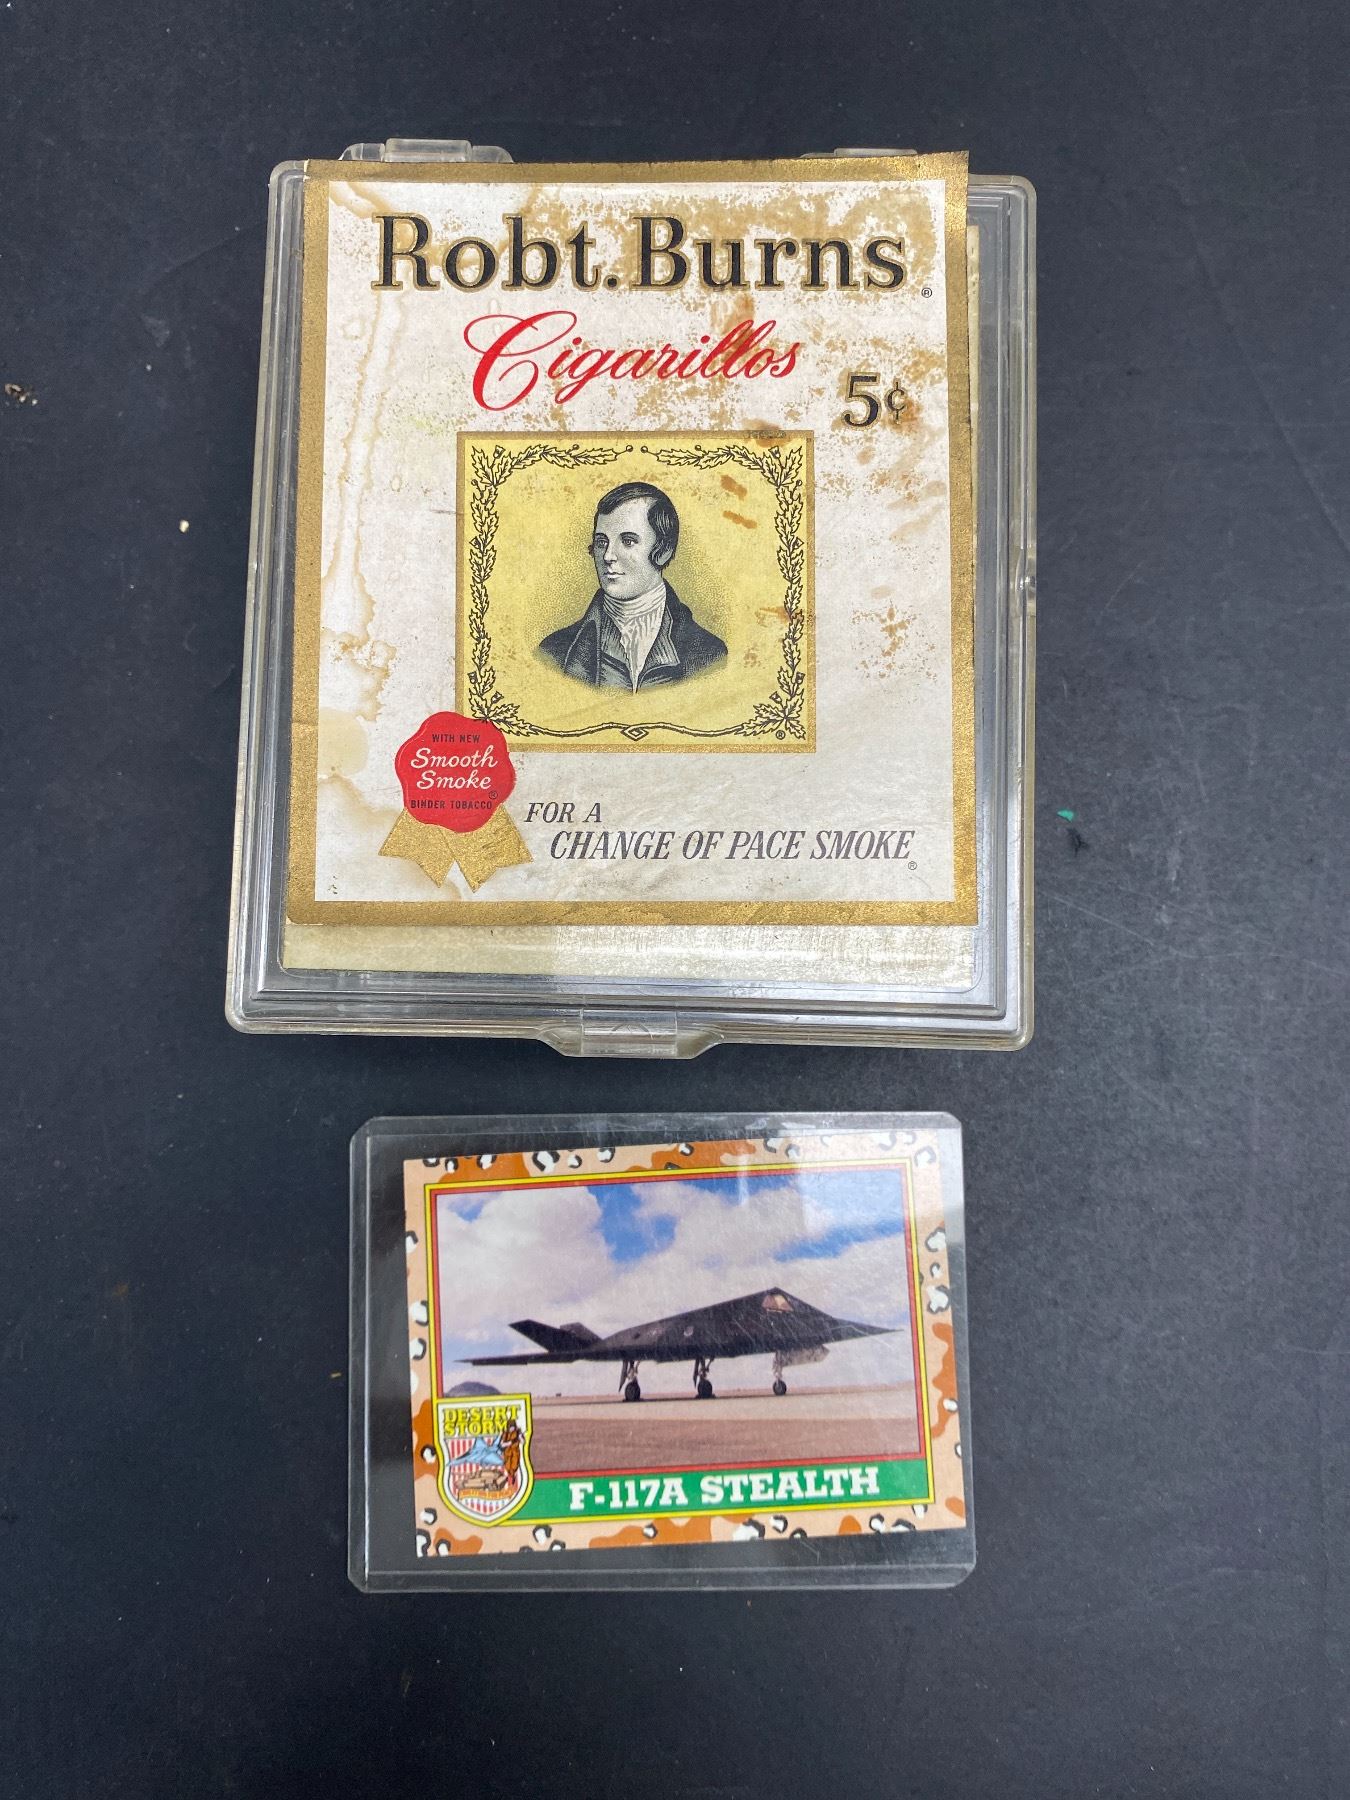 Robt. Burns®
Cigarillos
5¢
®
WITH NEW
Smooth
Smoke®
BINDER TOBACCO
FOR A
CHANGE OF PACE SMOKE®
DESERT
STORM
F-117A STEALTH